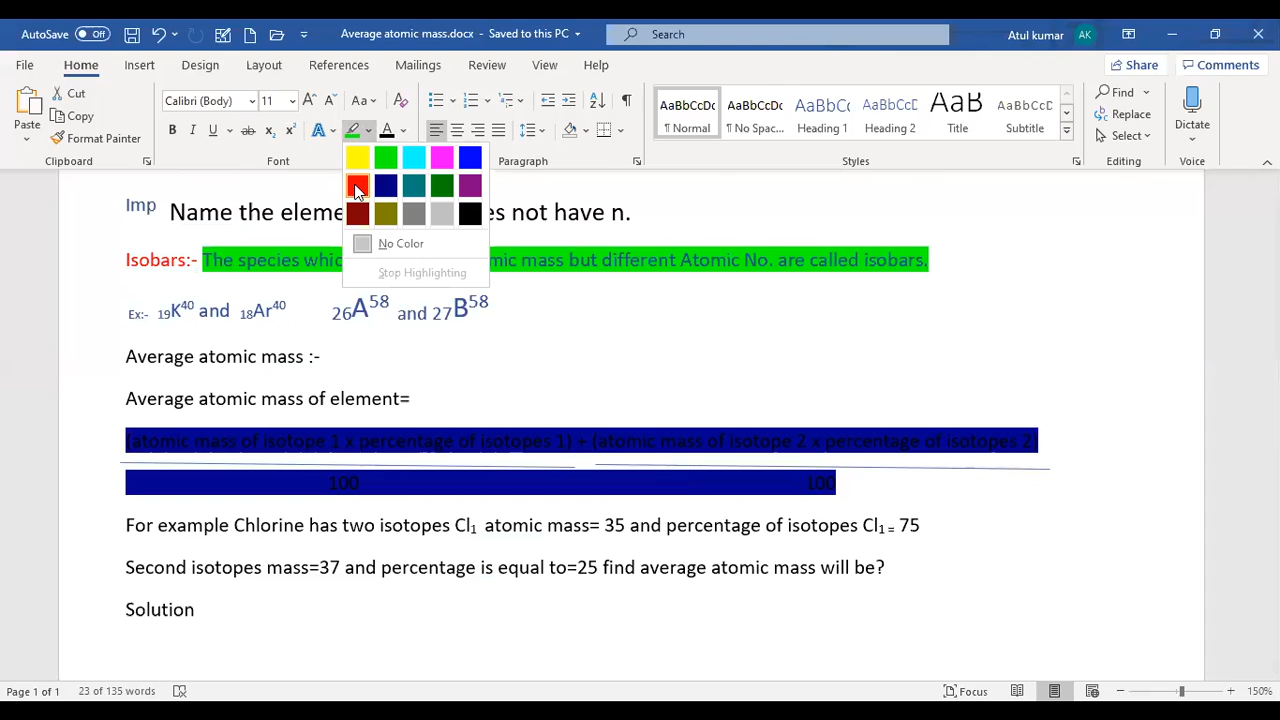 AutoSave Off Average atomic mass.docx - Saved to this PC Search Atul kumar AK
File Home Insert Design Layout References Mailings Review View Help Share Comments
Paste Cut Copy Format Painter Clipboard
Calibri (Body) 11 Aa Font
B I U ab x₂ x² A A
Paragraph
AaBbCcDc ¶ Normal
AaBbCcDc ¶ No Spac...
AaBbC Heading 1
AaBbCcD Heading 2
AaB Title
AaBbCcD Subtitle
Styles
Find Replace Select Editing
Dictate Voice
No Color
Stop Highlighting
Imp Name the eleme es not have n.
Isobars:- The species whic mic mass but different Atomic No. are called isobars.
Ex:- ₁₉K⁴⁰ and ₁₈Ar⁴⁰ ₂₆A⁵⁸ and ₂₇B⁵⁸
Average atomic mass :-
Average atomic mass of element=
(atomic mass of isotope 1 x percentage of isotopes 1) + (atomic mass of isotope 2 x percentage of isotopes 2)
100 100
For example Chlorine has two isotopes Cl₁ atomic mass= 35 and percentage of isotopes Cl₁ ₌ 75
Second isotopes mass=37 and percentage is equal to=25 find average atomic mass will be?
Solution
Page 1 of 1 23 of 135 words Focus 150%